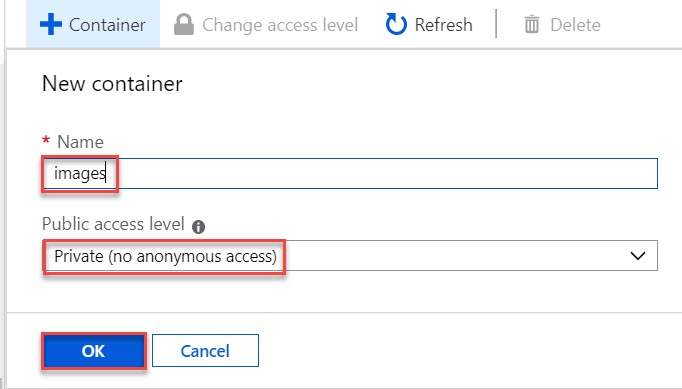 + Container Change access level Refresh Delete
New container
* Name
images
Public access level
Private (no anonymous access)
OK Cancel